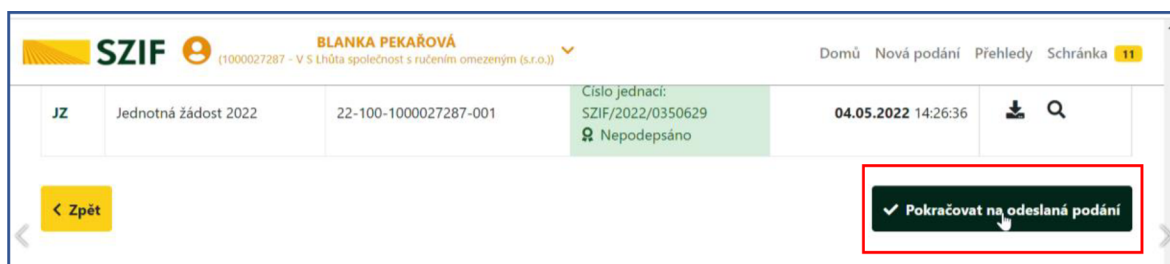 SZIF
BLANKA PEKAŘOVÁ
(1000027287 - V S Lhůta společnost s ručením omezeným (s.r.o.))
Domů Nová podání Přehledy Schránka 11
JZ
Jednotná žádost 2022
22-100-1000027287-001
Číslo jednací:
SZIF/2022/0350629
Nepodepsáno
04.05.2022 14:26:36
Zpět
Pokračovat na odeslaná podání